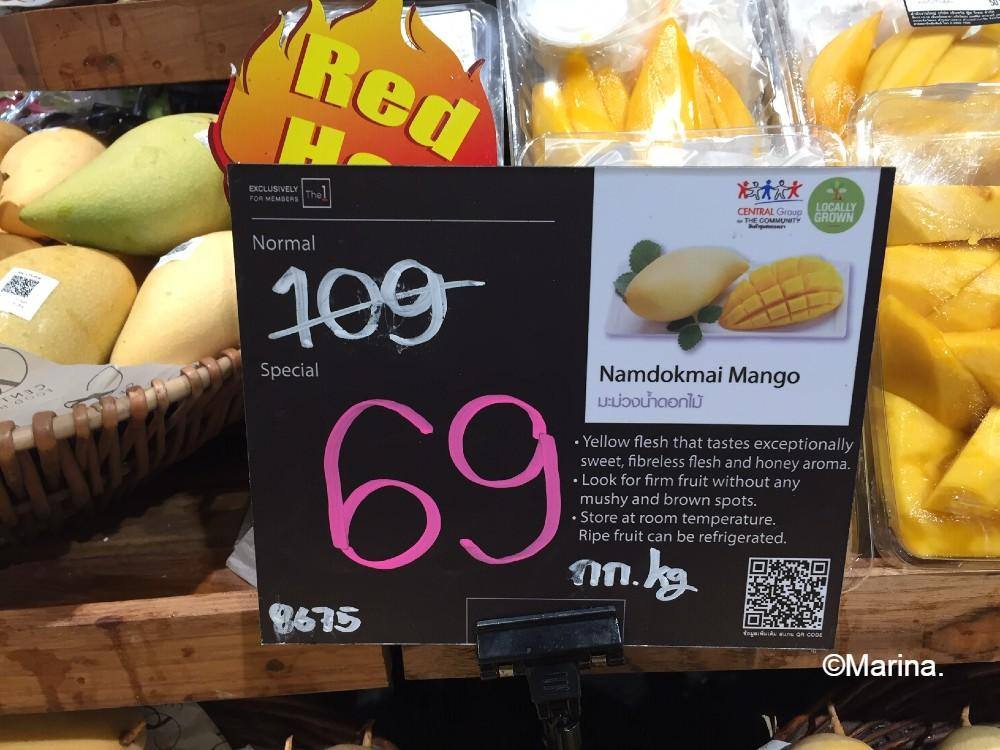 Red
EXCLUSIVELY
FOR MEMBERS
The1
CENTRAL Group
THE COMMUNITY
LOCALLY
GROWN
Normal
109
Special
69
Namdokmai Mango
มะม่วงน้ำดอกไม้
• Yellow flesh that tastes exceptionally
sweet, fibreless flesh and honey aroma.
• Look for firm fruit without any
mushy and brown spots.
• Store at room temperature.
Ripe fruit can be refrigerated.
กก. kg
8675
©Marina.